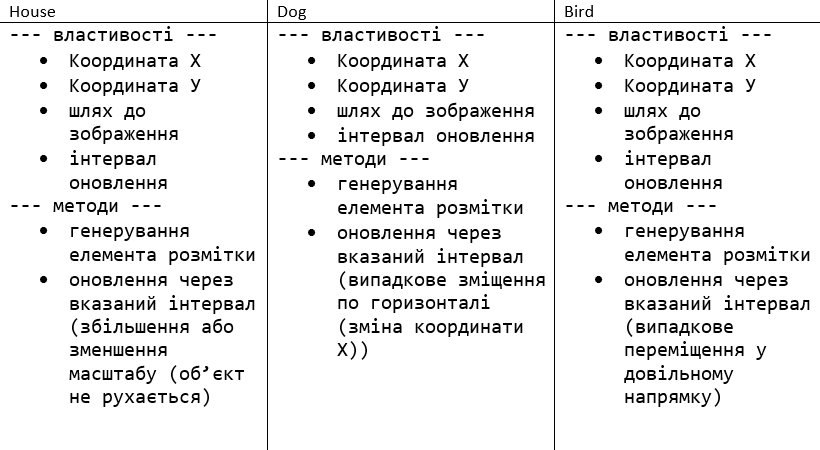 House
--- властивості ---
• Координата X
• Координата У
• шлях до
зображення
• інтервал
оновлення
--- методи ---
• генерування
елемента розмітки
• оновлення через
вказаний інтервал
(збільшення або
зменшення
масштабу (об’єкт
не рухається)
Dog
--- властивості ---
• Координата X
• Координата У
• шлях до зображення
• інтервал оновлення
--- методи ---
• генерування
елемента розмітки
• оновлення через
вказаний інтервал
(випадкове зміщення
по горизонталі
(зміна координати
X))
Bird
--- властивості ---
• Координата X
• Координата У
• шлях до
зображення
• інтервал
оновлення
--- методи ---
• генерування
елемента розмітки
• оновлення через
вказаний інтервал
(випадкове
переміщення у
довільному
напрямку)